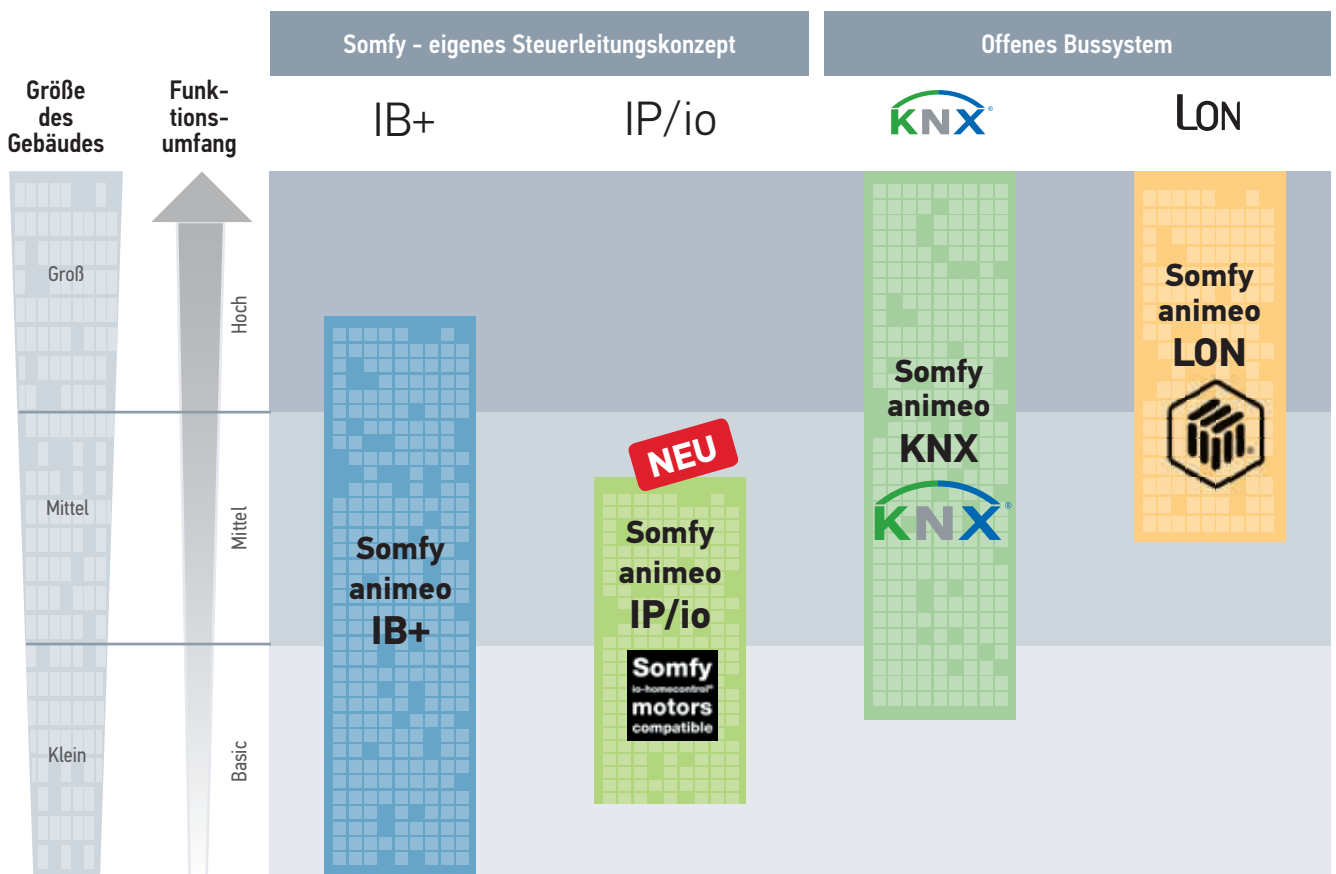 Somfy - eigenes Steuerleitungskonzept
Offenes Bussystem
Größe
des
Gebäudes
Funk-
tions-
umfang
IB+
IP/io
KNX®
LON
Groß
Mittel
Klein
Hoch
Mittel
Basic
Somfy
animeo
IB+
NEU
Somfy
animeo
IP/io
Somfy
io-homecontrol®
motors
compatible
Somfy
animeo
KNX
KNX®
Somfy
animeo
LON